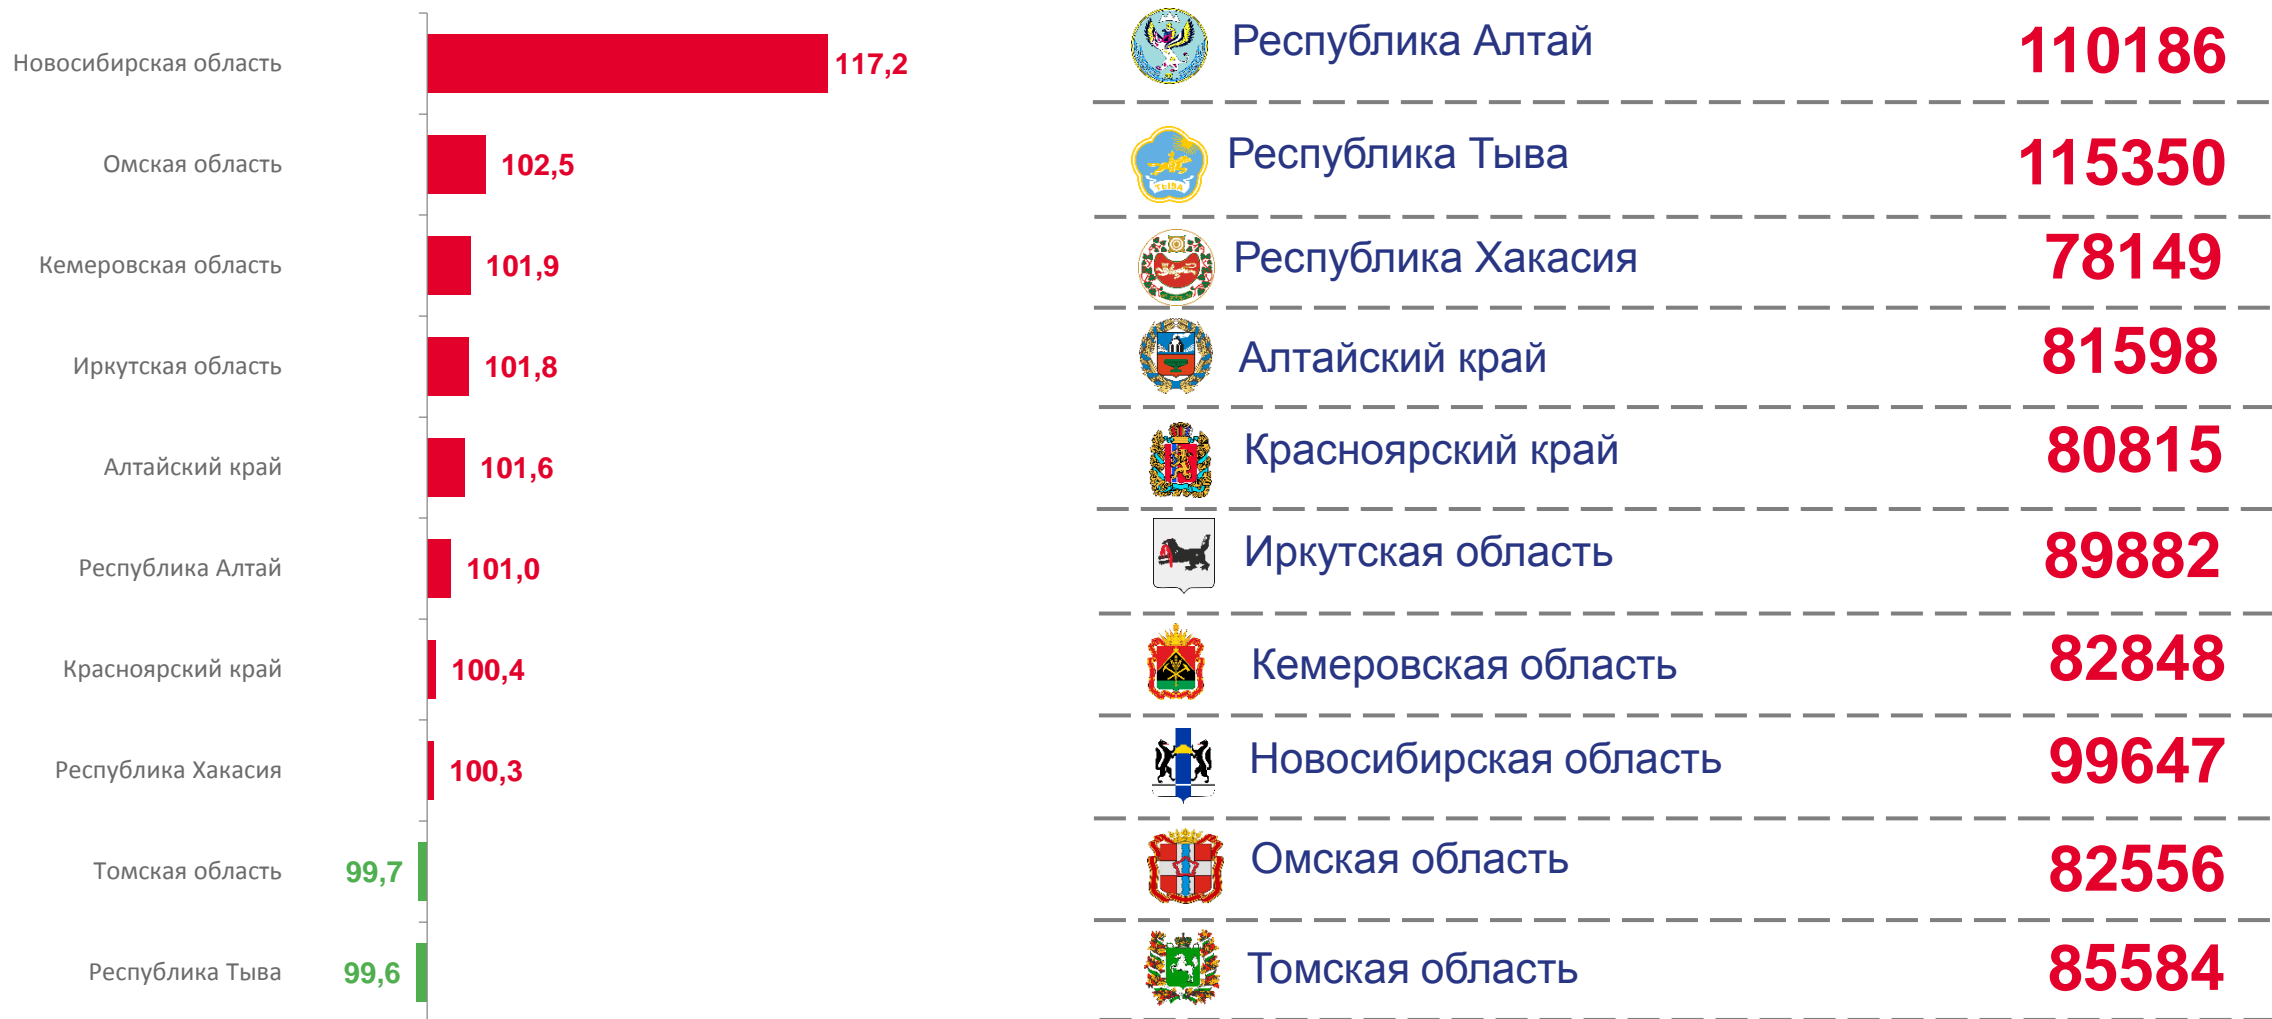 Новосибирская область 117,2
Омская область 102,5
Кемеровская область 101,9
Иркутская область 101,8
Алтайский край 101,6
Республика Алтай 101,0
Красноярский край 100,4
Республика Хакасия 100,3
Томская область 99,7
Республика Тыва 99,6
Республика Алтай 110186
ТЫВА
Республика Тыва 115350
Республика Хакасия 78149
Алтайский край 81598
Красноярский край 80815
Иркутская область 89882
Кемеровская область 82848
Новосибирская область 99647
Омская область 82556
Томская область 85584